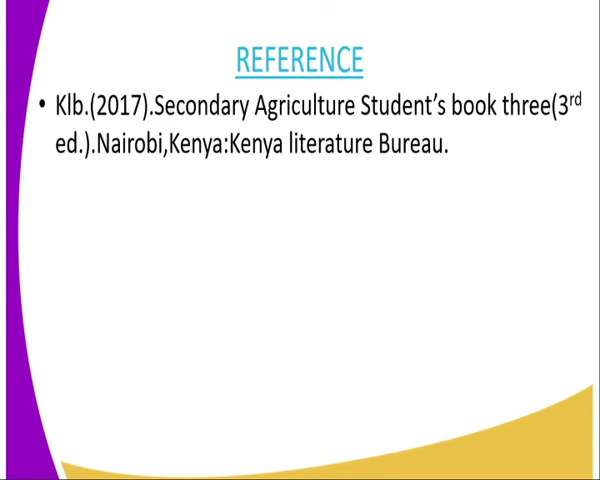 REFERENCE
• Klb.(2017).Secondary Agriculture Student’s book three(3rd
ed.).Nairobi,Kenya:Kenya literature Bureau.